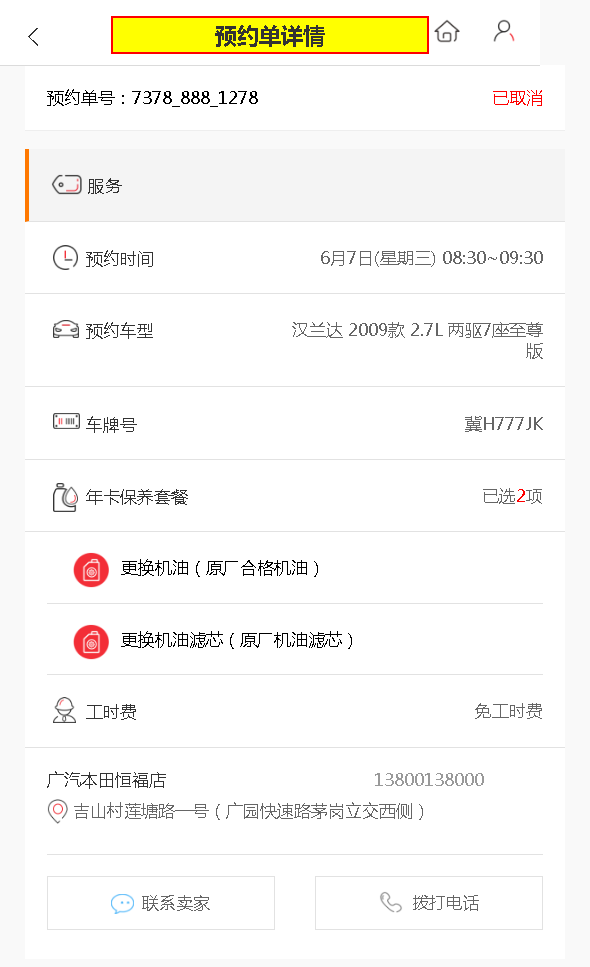 预约单详情
预约单号：7378_888_1278 已取消
服务
预约时间 6月7日(星期三) 08:30~09:30
预约车型 汉兰达 2009款 2.7L 两驱7座至尊
版
车牌号 冀H777JK
年卡保养套餐 已选2项
更换机油（原厂合格机油）
更换机油滤芯（原厂机油滤芯）
工时费 免工时费
广汽本田恒福店 13800138000
吉山村莲塘路一号（广园快速路茅岗立交西侧）
联系卖家 拨打电话